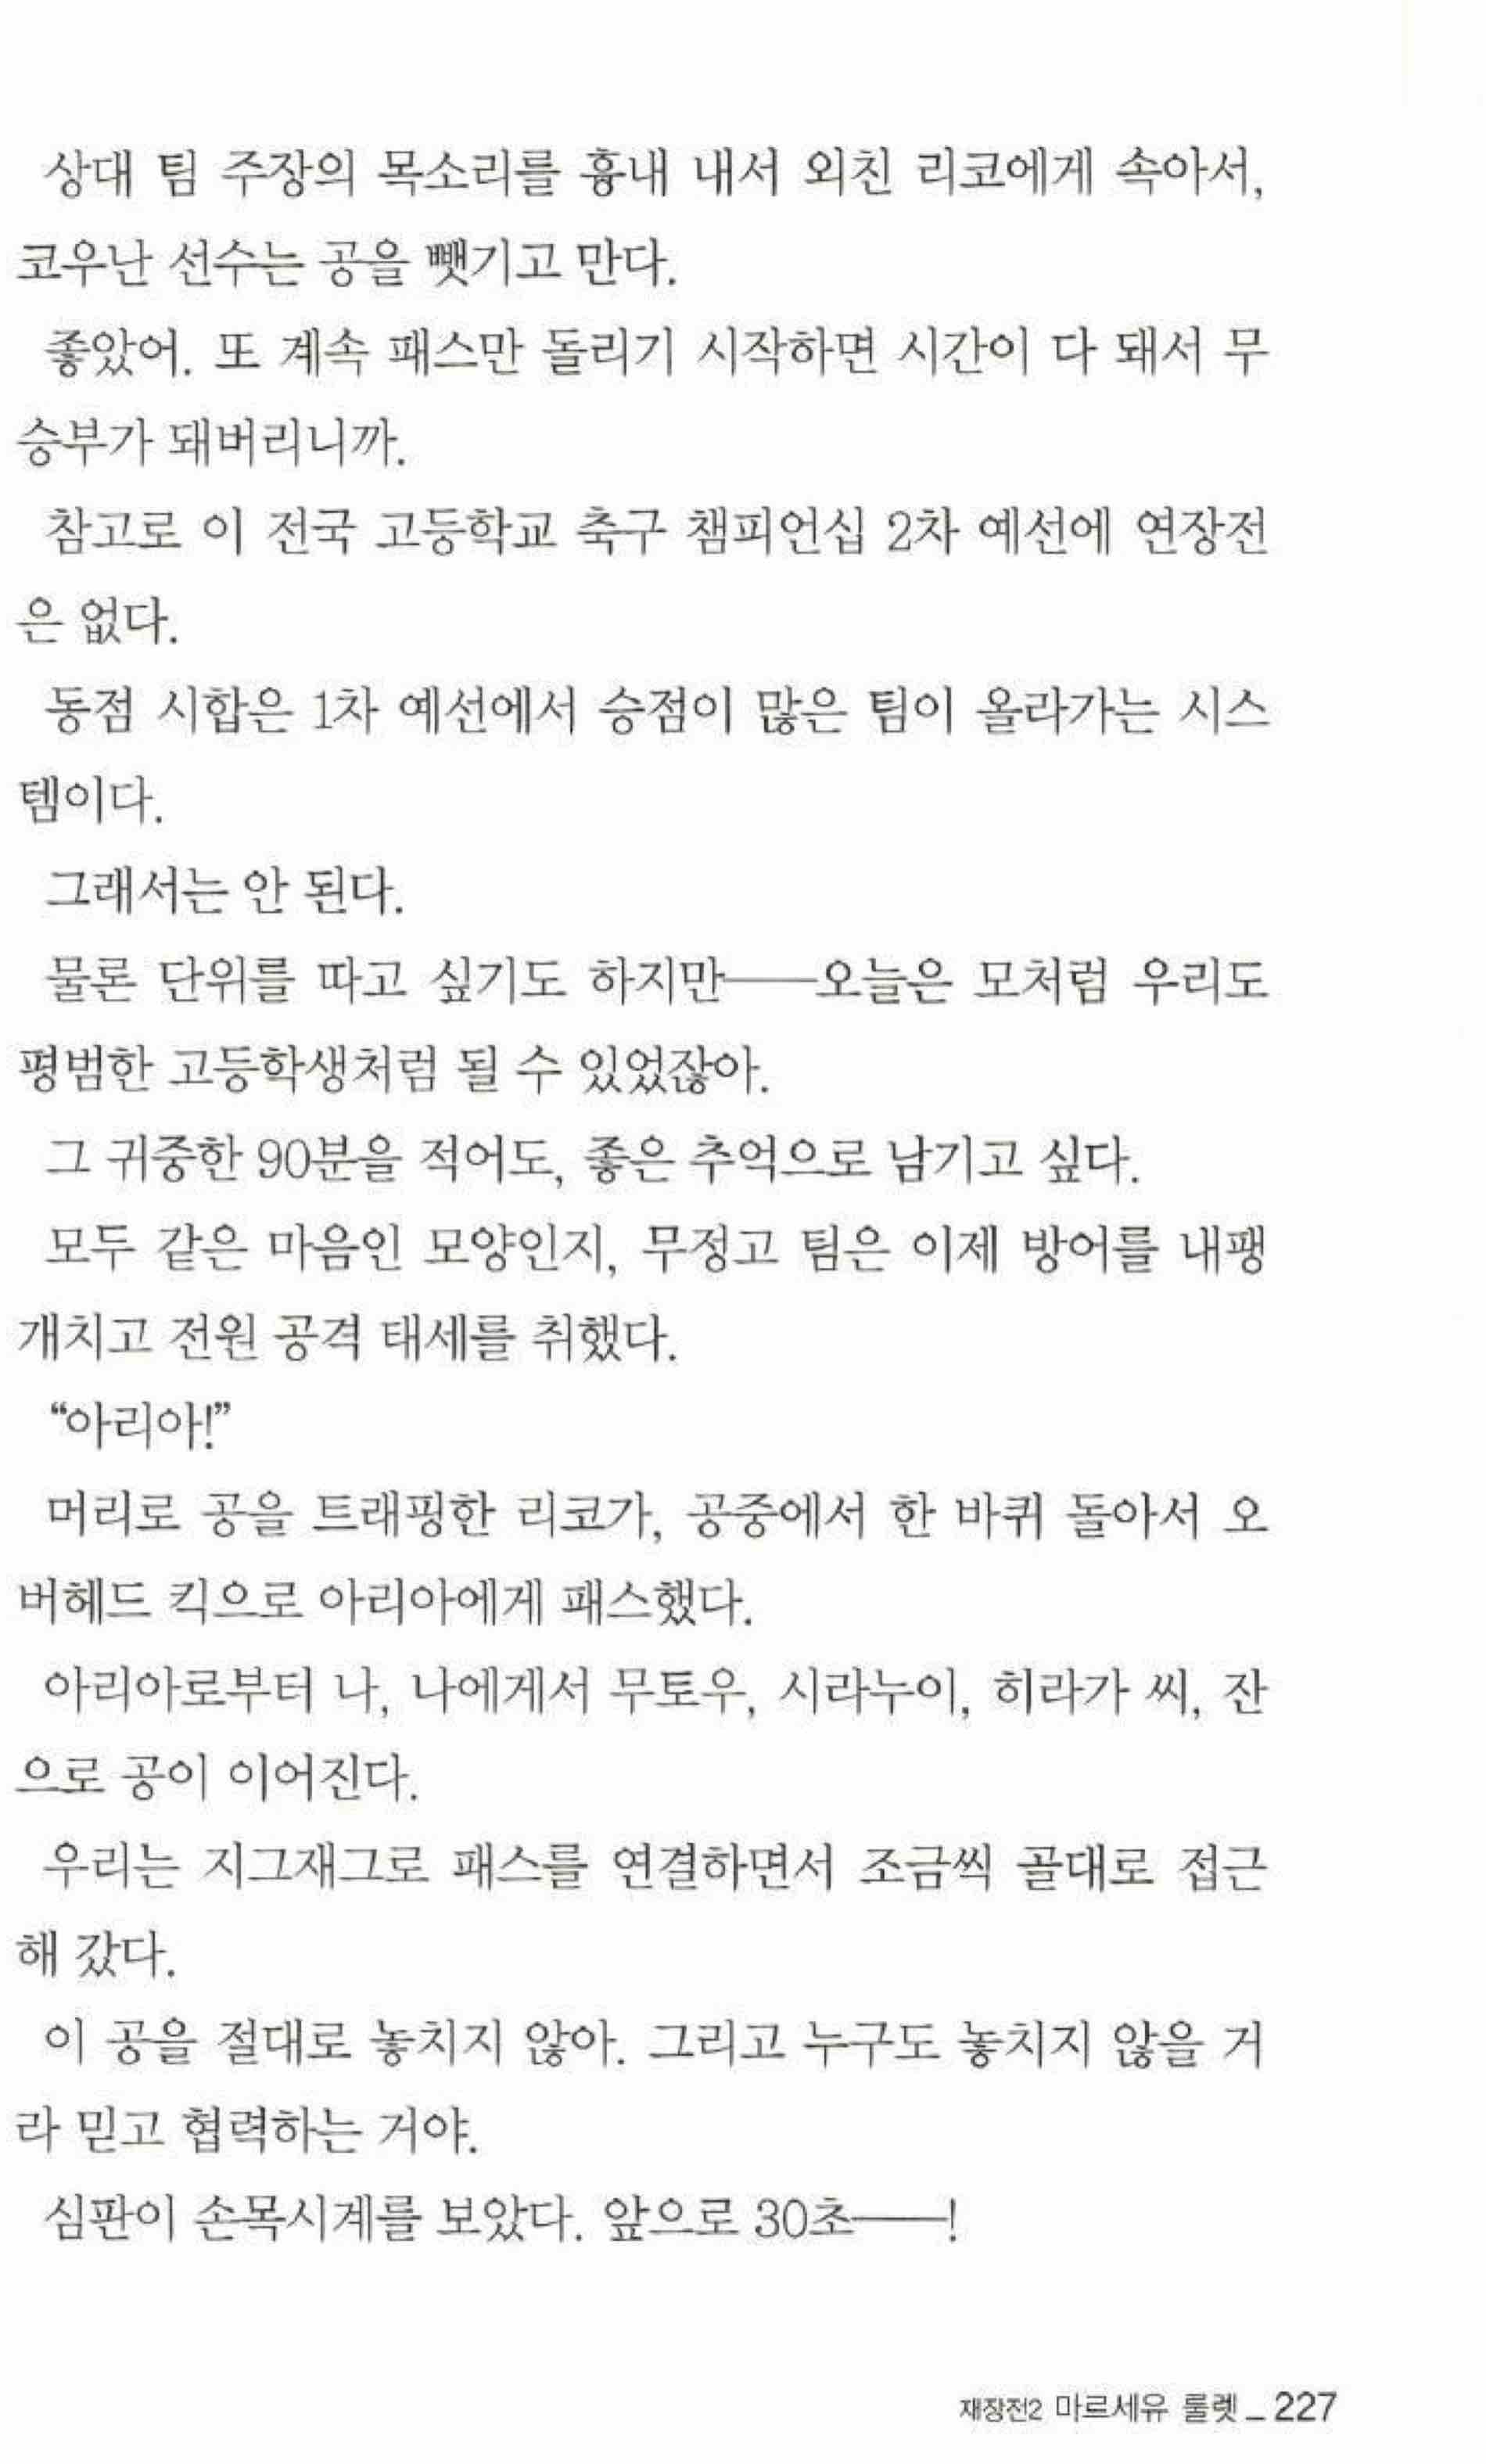 상대 팀 주장의 목소리를 흉내 내서 외친 리코에게 속아서,
코우난 선수는 공을 뺏기고 만다.
좋았어. 또 계속 패스만 돌리기 시작하면 시간이 다 돼서 무
승부가 돼버리니까.
참고로 이 전국 고등학교 축구 챔피언십 2차 예선에 연장전
은 없다.
동점 시합은 1차 예선에서 승점이 많은 팀이 올라가는 시스
템이다.
그래서는 안 된다.
물론 단위를 따고 싶기도 하지만──오늘은 모처럼 우리도
평범한 고등학생처럼 될 수 있었잖아.
그 귀중한 90분을 적어도, 좋은 추억으로 남기고 싶다.
모두 같은 마음인 모양인지, 무정고 팀은 이제 방어를 내팽
개치고 전원 공격 태세를 취했다.
“아리아!”
머리로 공을 트래핑한 리코가, 공중에서 한 바퀴 돌아서 오
버헤드 킥으로 아리아에게 패스했다.
아리아로부터 나, 나에게서 무토우, 시라누이, 히라가 씨, 잔
으로 공이 이어진다.
우리는 지그재그로 패스를 연결하면서 조금씩 골대로 접근
해 갔다.
이 공을 절대로 놓치지 않아. 그리고 누구도 놓치지 않을 거
라 믿고 협력하는 거야.
심판이 손목시계를 보았다. 앞으로 30초──!
재장전2 마르세유 룰렛_227